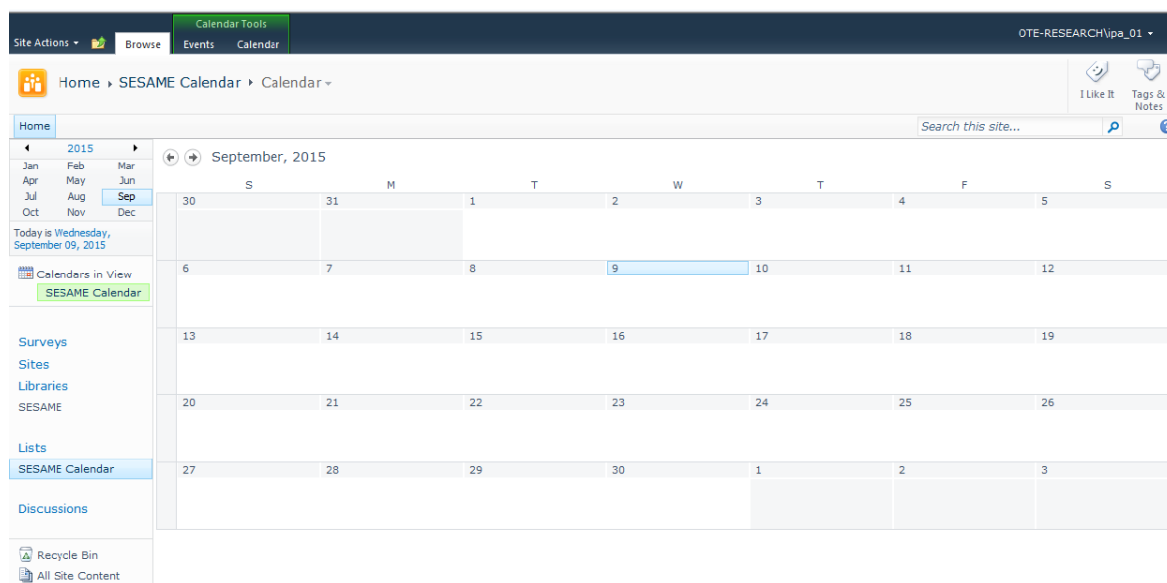 Calendar Tools
Site Actions Browse Events Calendar OTE-RESEARCH\ipa_01
Home SESAME Calendar Calendar
I Like It Tags & Notes
Home Search this site...
2015
Jan Feb Mar
Apr May Jun
Jul Aug Sep
Oct Nov Dec
Today is Wednesday,
September 09, 2015
Calendars in View
SESAME Calendar
Surveys
Sites
Libraries
SESAME
Lists
SESAME Calendar
Discussions
Recycle Bin
All Site Content
September, 2015
S M T W T F S
30 31 1 2 3 4 5
6 7 8 9 10 11 12
13 14 15 16 17 18 19
20 21 22 23 24 25 26
27 28 29 30 1 2 3